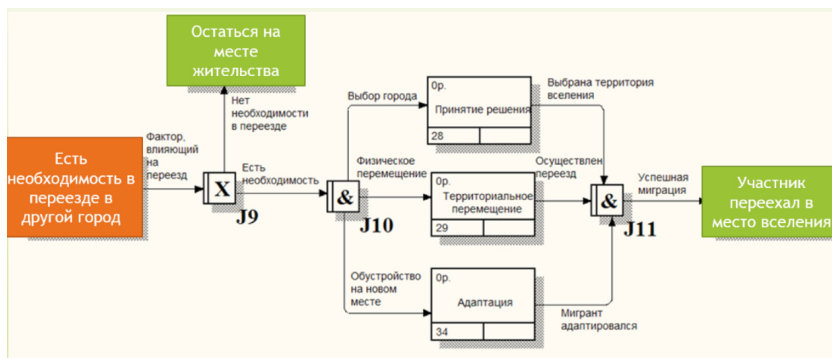 Остаться на
месте
жительства
Нет
необходимости
в переезде
Есть
необходимость в
переезде в
другой город
Фактор,
влияющий
на
переезд
X
J9
Есть
необходимость
&
J10
Выбор города
0р.
Принятие решения
28
Выбрана территория
вселения
Физическое
перемещение
0р.
Территориальное
перемещение
29
Осуществлен
переезд
Обустройство
на новом
месте
0р.
Адаптация
34
Мигрант
адаптировался
&
J11
Успешная
миграция
Участник
переехал в
место вселения